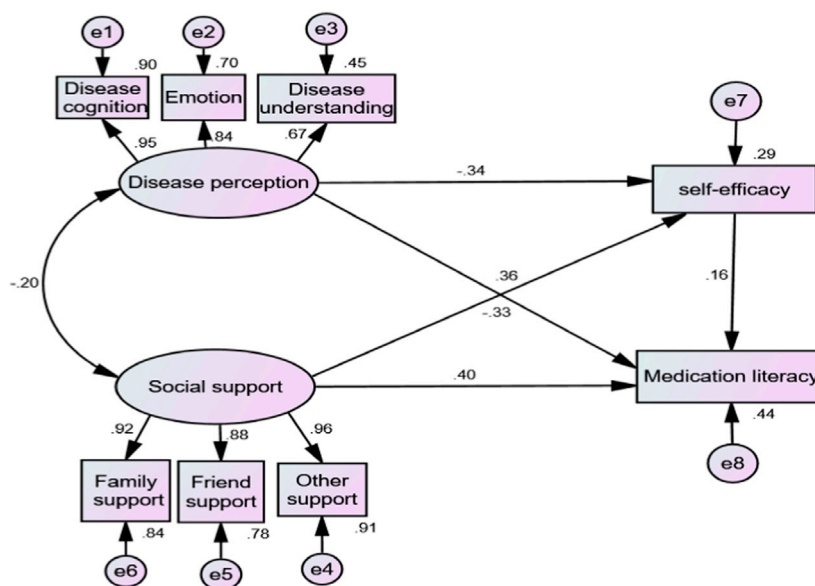 e1
e2
e3
.90
.70
.45
Disease
cognition
Emotion
Disease
understanding
.95
.84
.67
Disease perception
e7
.29
self-efficacy
-.34
-.20
.36
-.33
.16
Social support
.40
Medication literacy
.44
e8
.92
.88
.96
Family
support
Friend
support
Other
support
.84
.78
.91
e6
e5
e4